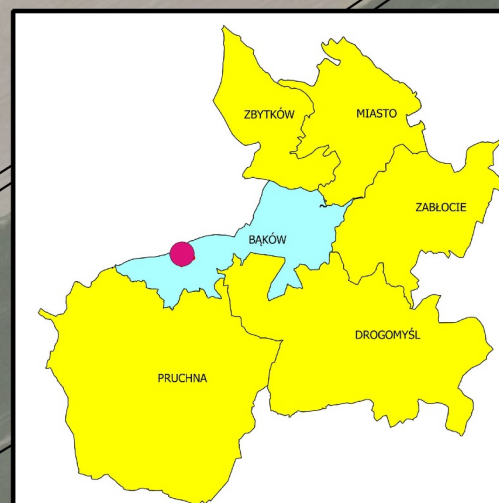 ZBYTKÓW
MIASTO
ZABŁOCIE
BĄKÓW
DROGOMYŚL
PRUCHNA